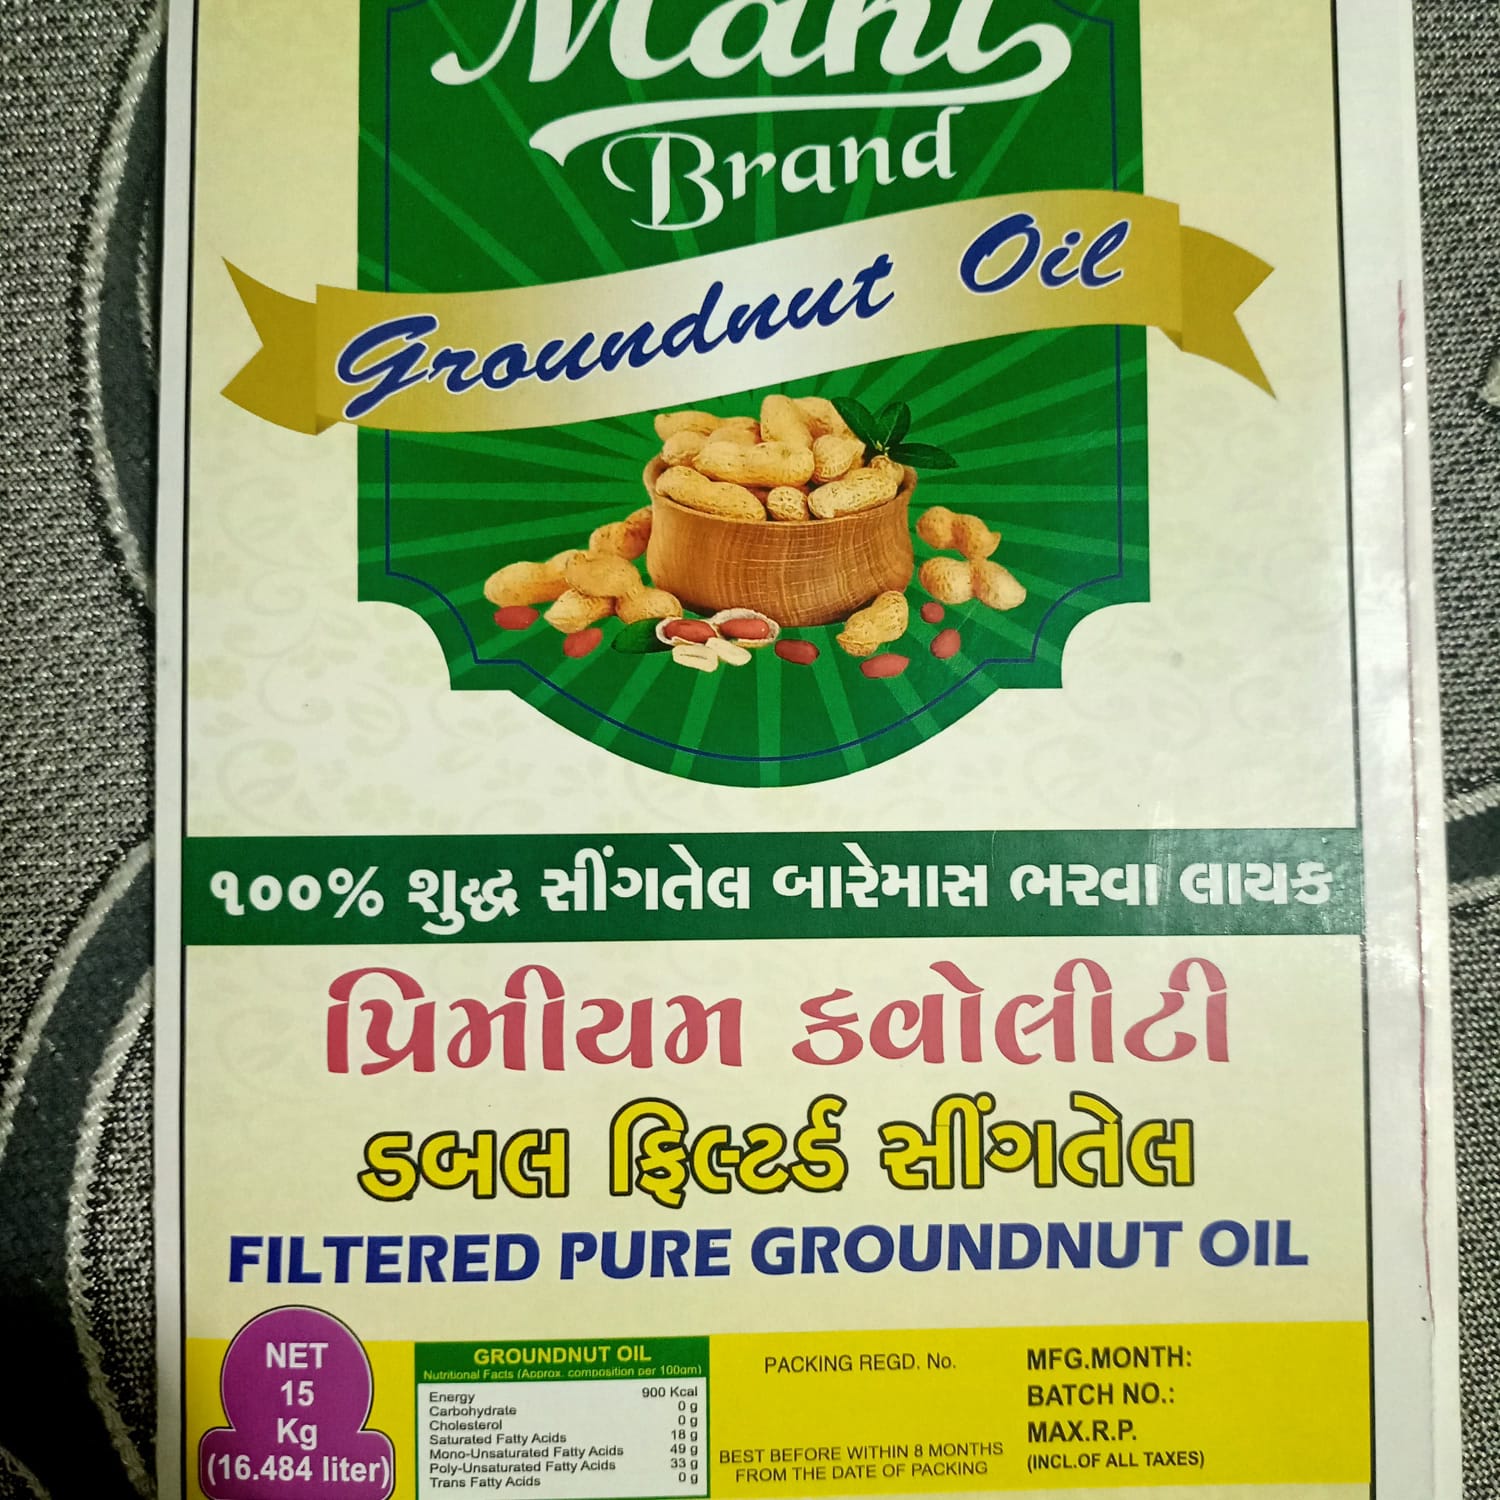 Mahi
Brand
Groundnut Oil
૧૦૦% શુદ્ધ સીંગતેલ બારેમાસ ભરવા લાયક
પ્રિમીયમ કવોલીટી
ડબલ ફિલ્ટર્ડ સીંગતેલ
FILTERED PURE GROUNDNUT OIL
NET
15
Kg
(16.484 liter)
GROUNDNUT OIL
Nutritional Facts (Approx. composition per 100gm)
Energy 900 Kcal
Carbohydrate 0 g
Cholesterol 0 g
Saturated Fatty Acids 18 g
Mono-Unsaturated Fatty Acids 49 g
Poly-Unsaturated Fatty Acids 33 g
Trans Fatty Acids 0 g
PACKING REGD. No.
BEST BEFORE WITHIN 8 MONTHS
FROM THE DATE OF PACKING
MFG.MONTH:
BATCH NO.:
MAX.R.P.
(INCL.OF ALL TAXES)